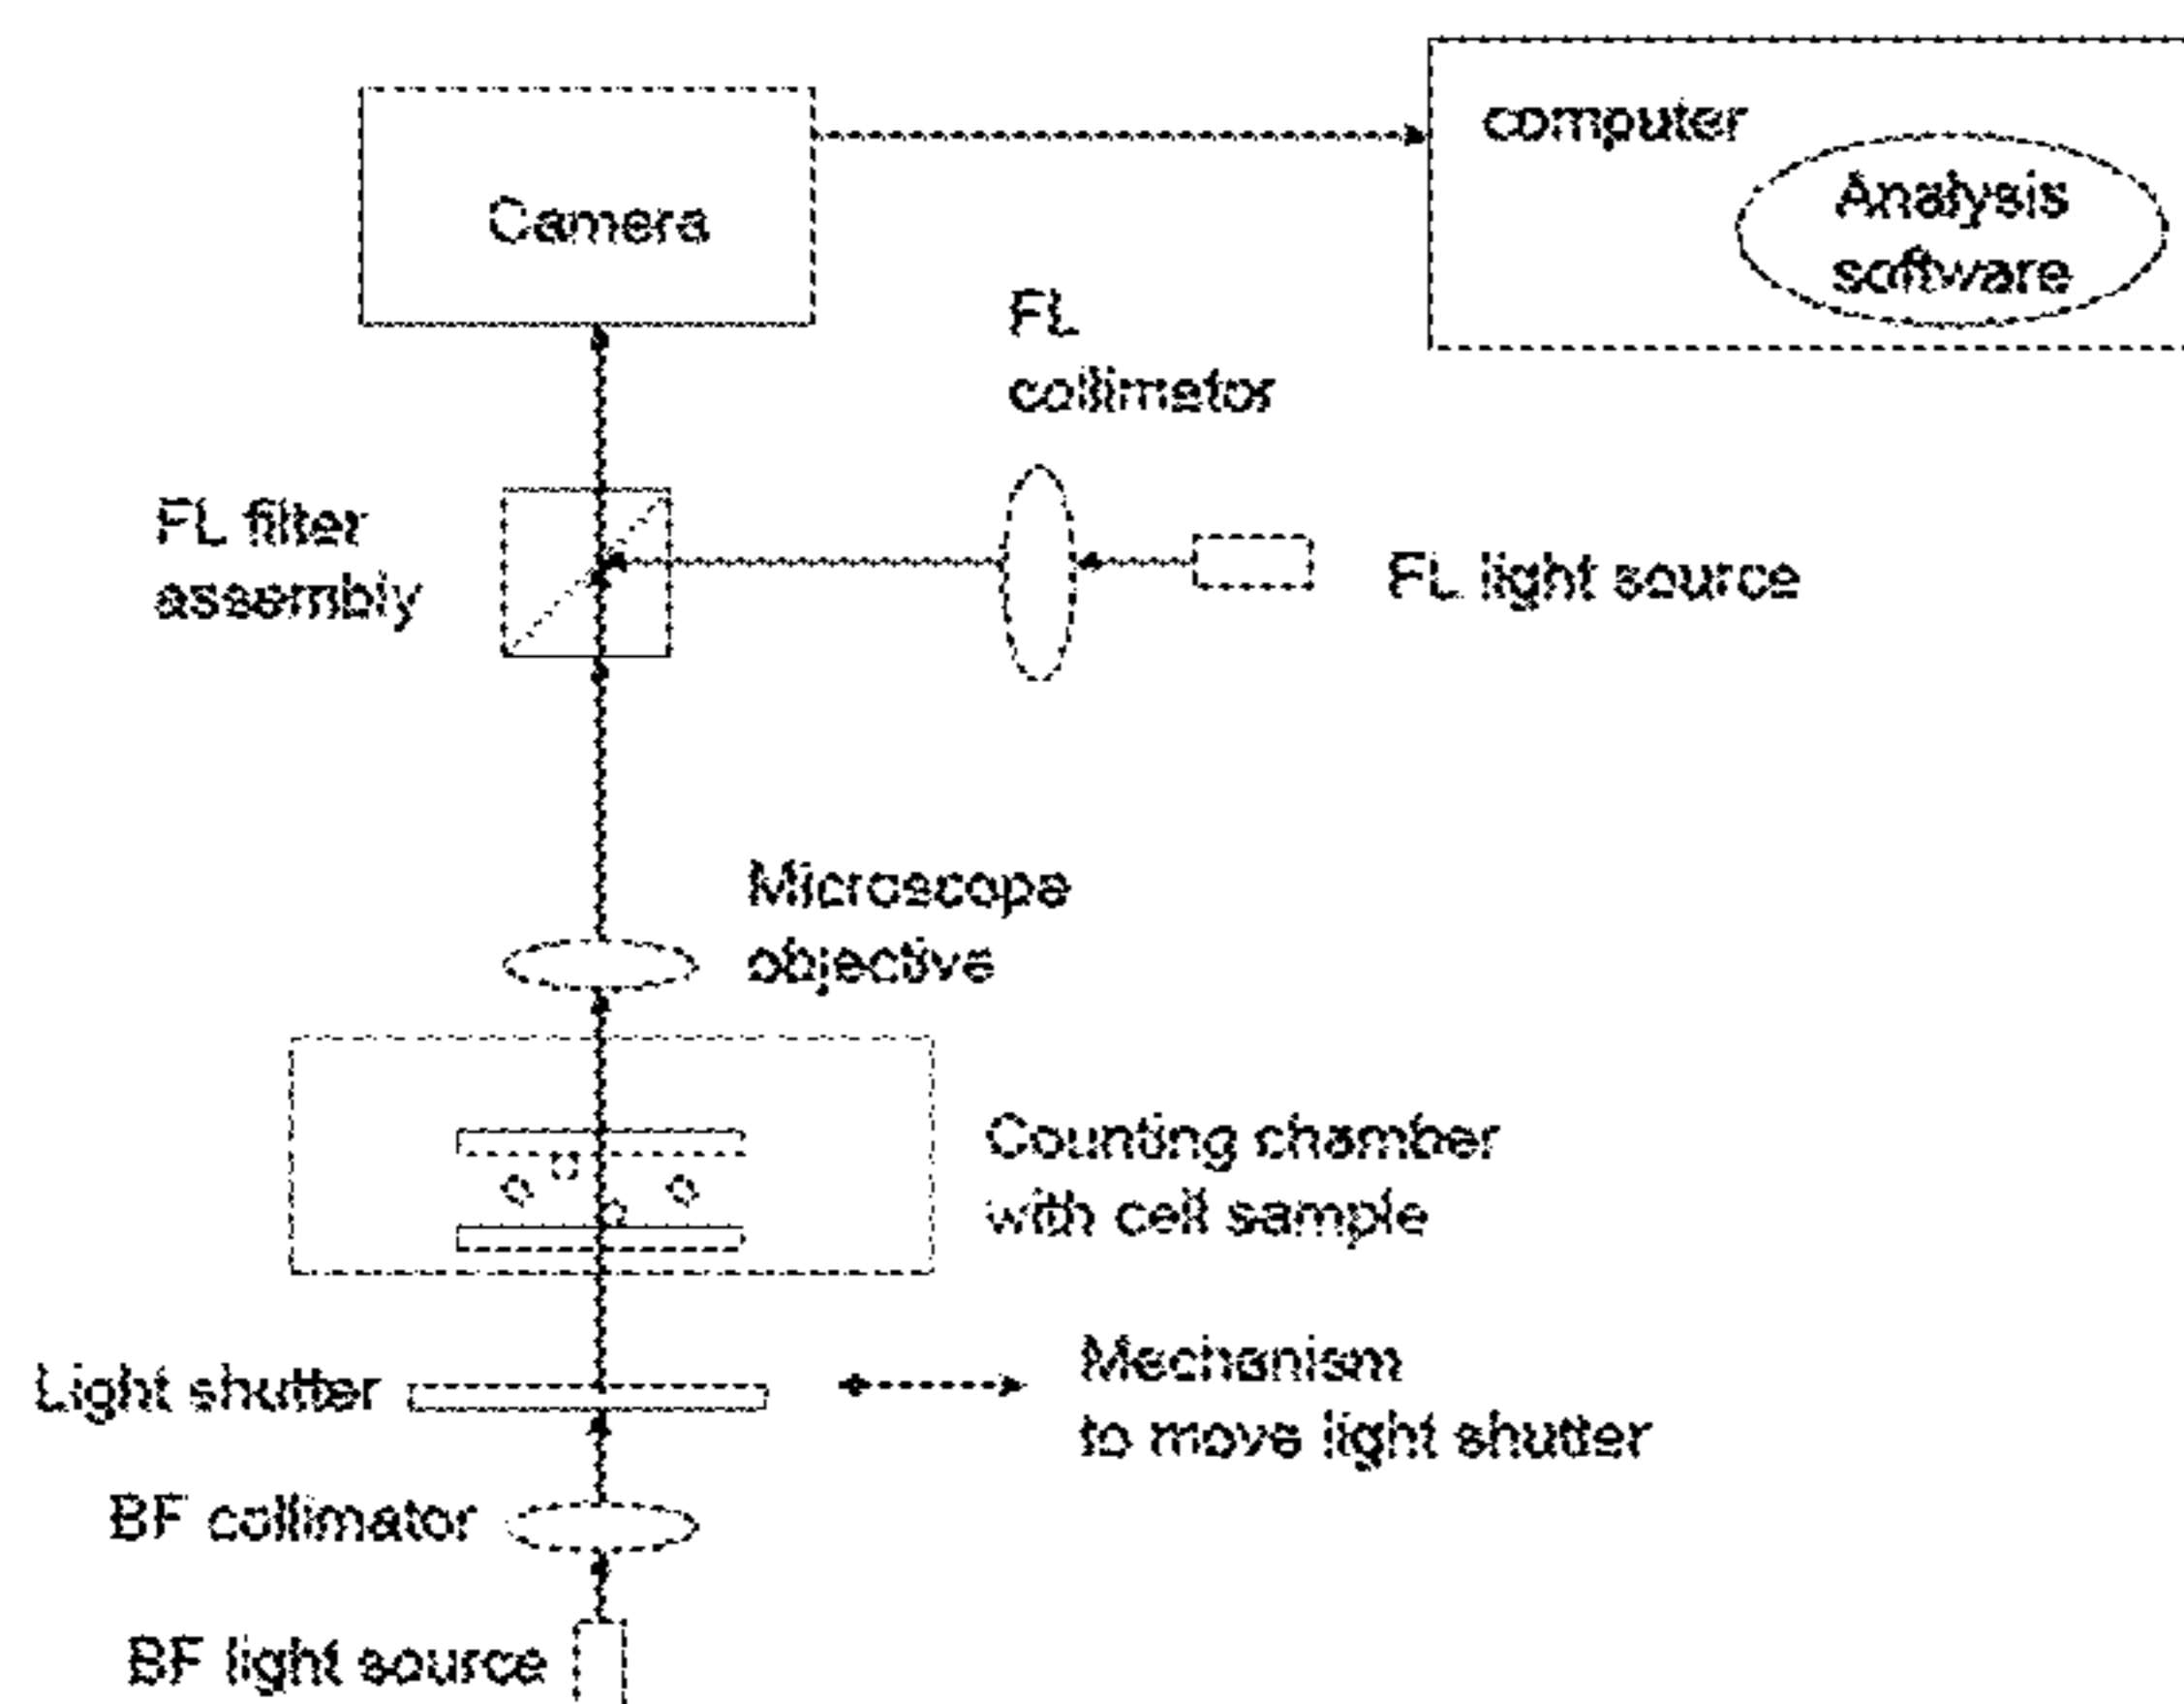 computer
Analysis
software
Camera
FL
collimator
FL filter
assembly
FL light source
Microscope
objective
Counting chamber
with cell sample
Light shutter
Mechanism
to move light shutter
BF collimator
BF light source